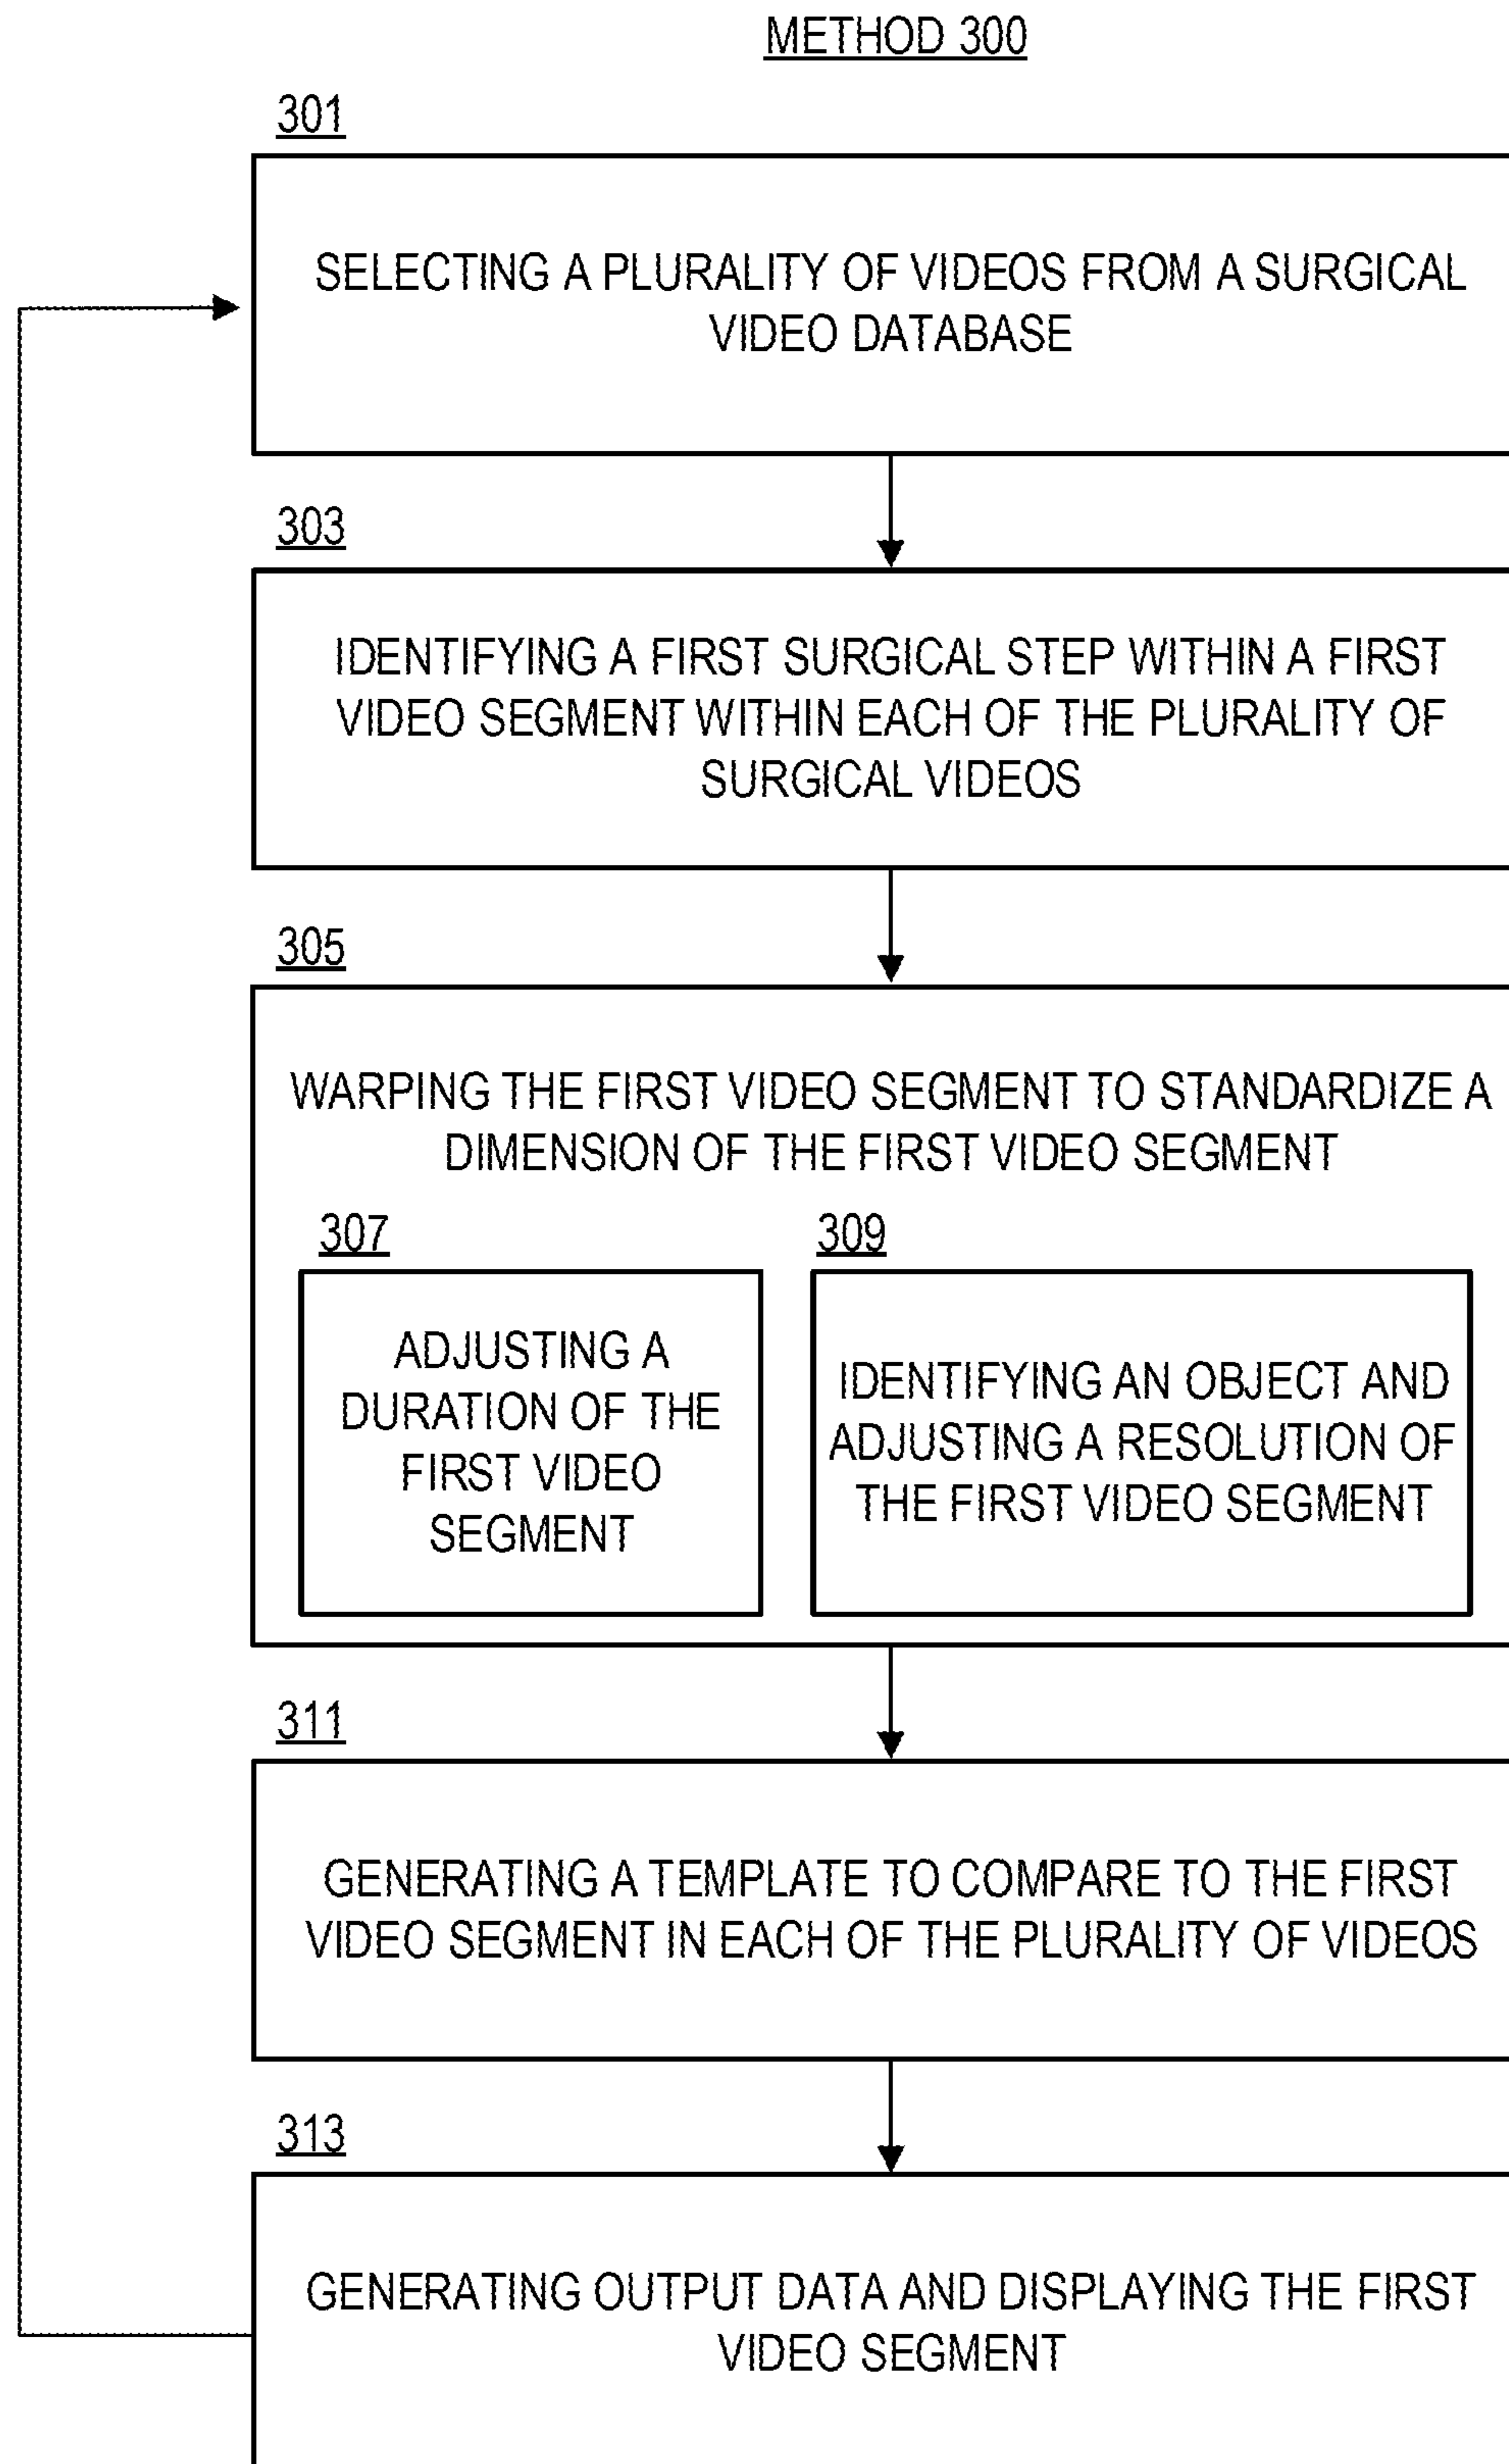 METHOD 300
301
SELECTING A PLURALITY OF VIDEOS FROM A SURGICAL
VIDEO DATABASE
303
IDENTIFYING A FIRST SURGICAL STEP WITHIN A FIRST
VIDEO SEGMENT WITHIN EACH OF THE PLURALITY OF
SURGICAL VIDEOS
305
WARPING THE FIRST VIDEO SEGMENT TO STANDARDIZE A
DIMENSION OF THE FIRST VIDEO SEGMENT
307
ADJUSTING A
DURATION OF THE
FIRST VIDEO
SEGMENT
309
IDENTIFYING AN OBJECT AND
ADJUSTING A RESOLUTION OF
THE FIRST VIDEO SEGMENT
311
GENERATING A TEMPLATE TO COMPARE TO THE FIRST
VIDEO SEGMENT IN EACH OF THE PLURALITY OF VIDEOS
313
GENERATING OUTPUT DATA AND DISPLAYING THE FIRST
VIDEO SEGMENT